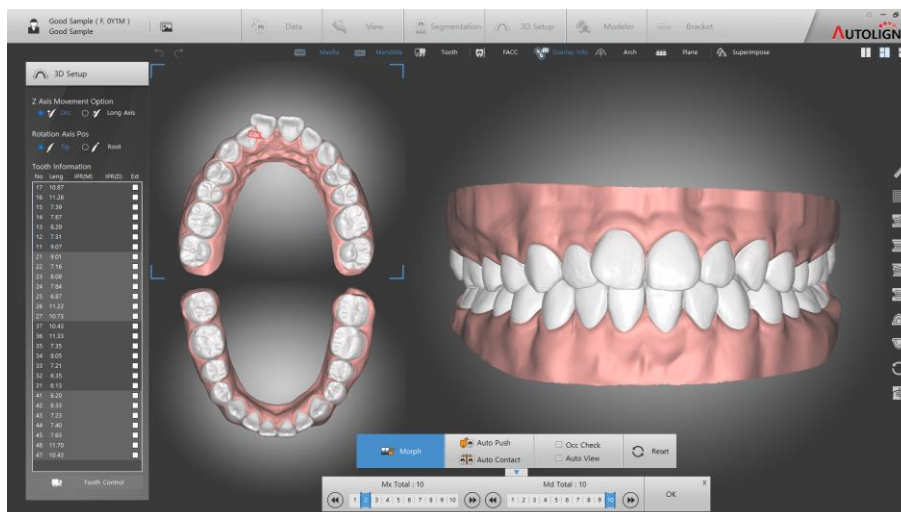 Good Sample ( F, 0Y1M )
Good Sample
Data
View
Segmentation
3D Setup
Modeler
Bracket
AUTOLIGN
Maxilla
Mandible
Tooth
FACC
Overlap Info
Arch
Plane
Superimpose
3D Setup
Z Axis Movement Option
Occ
Long Axis
Rotation Axis Pos
Tip
Root
Tooth Information
No Leng IPR(M) IPR(D) Ext
17 10.87
16 11.26
15 7.39
14 7.67
13 8.29
12 7.31
11 9.07
21 9.01
22 7.16
23 8.09
24 7.84
25 6.87
26 11.22
27 10.73
37 10.43
36 11.33
35 7.35
34 8.05
33 7.21
32 6.35
31 6.13
41 6.20
42 6.33
43 7.23
44 7.40
45 7.63
46 11.70
47 10.43
Tooth Control
Morph
Auto Push
Auto Contact
Occ Check
Auto View
Reset
Mx Total : 10
1 2 3 4 5 6 7 8 9 10
Md Total : 10
1 2 3 4 5 6 7 8 9 10
OK
X